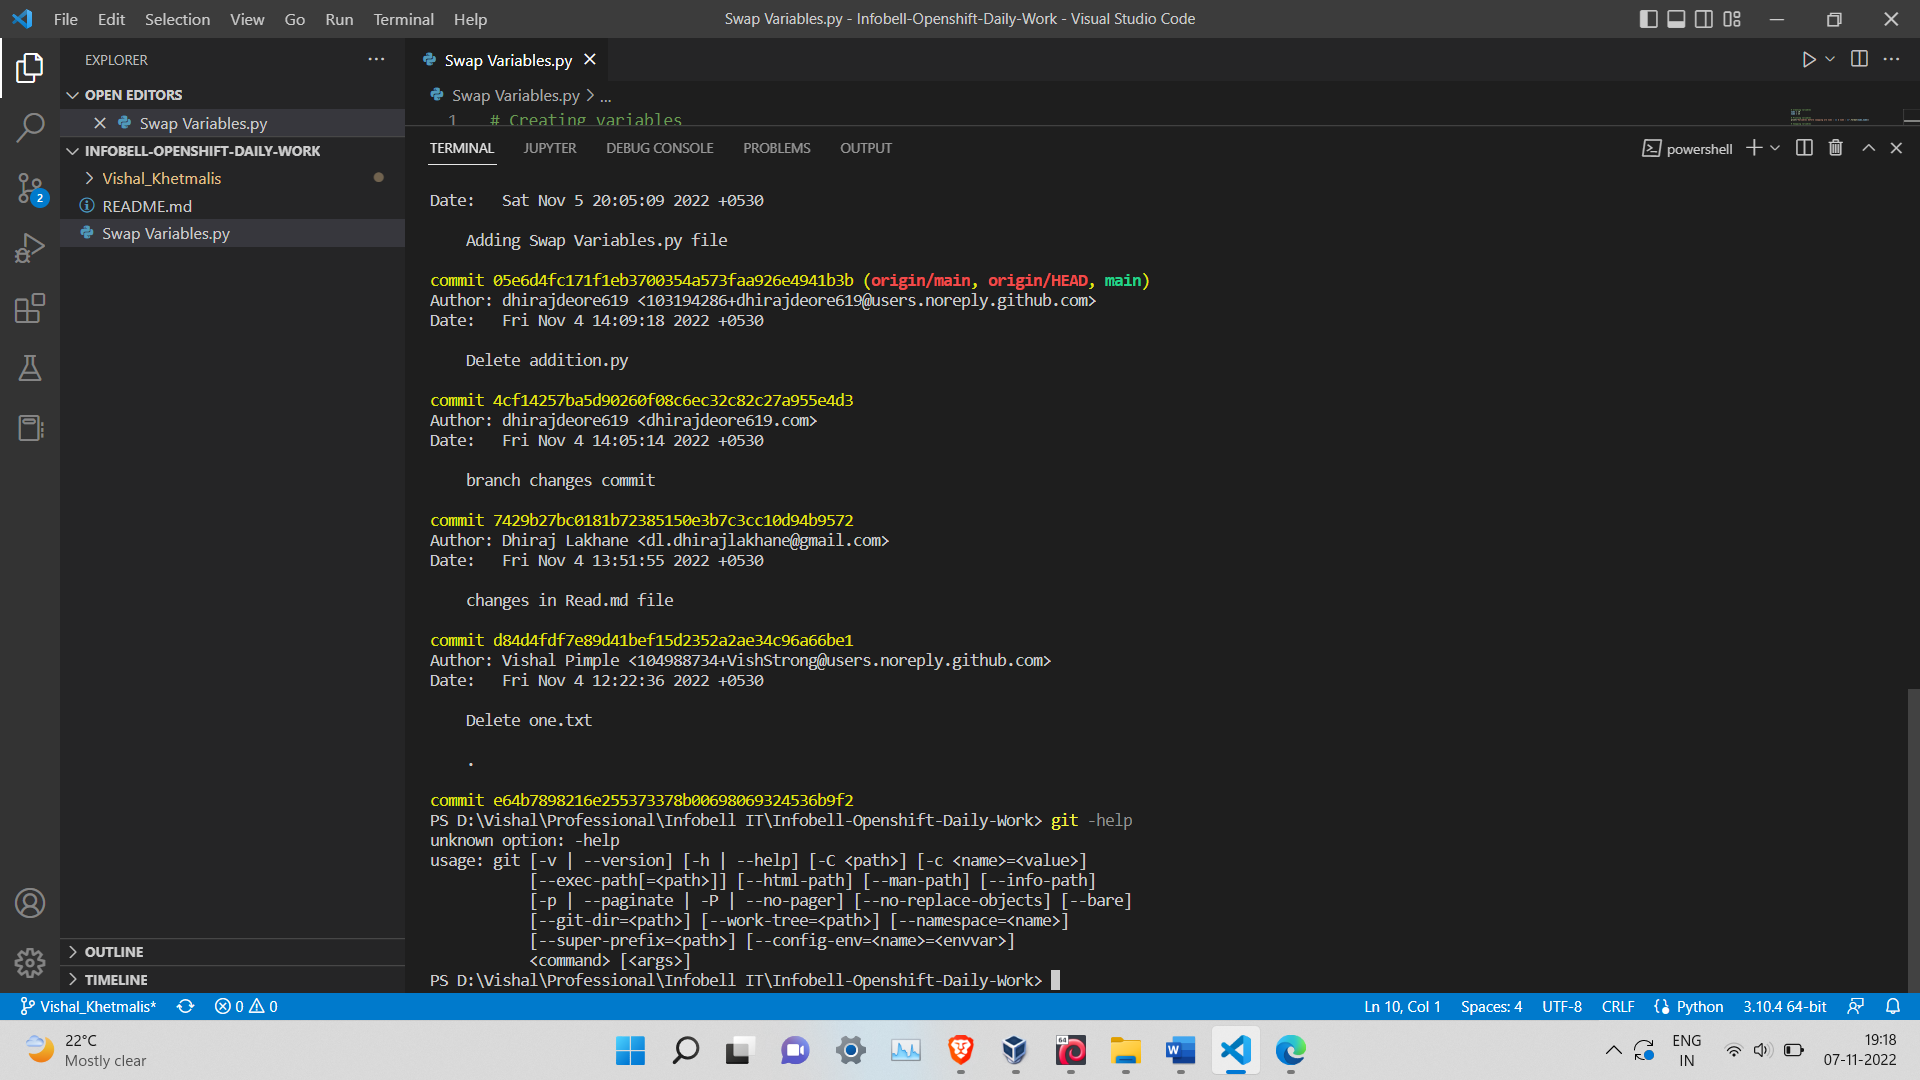 File Edit Selection View Go Run Terminal Help
Swap Variables.py - Infobell-Openshift-Daily-Work - Visual Studio Code
EXPLORER
OPEN EDITORS
Swap Variables.py
INFOBELL-OPENSHIFT-DAILY-WORK
Vishal_Khetmalis
README.md
Swap Variables.py
2
OUTLINE
TIMELINE
Swap Variables.py
Swap Variables.py > ...
1 # Creating variables
TERMINAL JUPYTER DEBUG CONSOLE PROBLEMS OUTPUT
powershell
Date:   Sat Nov 5 20:05:09 2022 +0530
Adding Swap Variables.py file
commit 05e6d4fc171f1eb3700354a573faa926e4941b3b (origin/main, origin/HEAD, main)
Author: dhirajdeore619 <103194286+dhirajdeore619@users.noreply.github.com>
Date:   Fri Nov 4 14:09:18 2022 +0530
Delete addition.py
commit 4cf14257ba5d90260f08c6ec32c82c27a955e4d3
Author: dhirajdeore619 <dhirajdeore619.com>
Date:   Fri Nov 4 14:05:14 2022 +0530
branch changes commit
commit 7429b27bc0181b72385150e3b7c3cc10d94b9572
Author: Dhiraj Lakhane <dl.dhirajlakhane@gmail.com>
Date:   Fri Nov 4 13:51:55 2022 +0530
changes in Read.md file
commit d84d4fdf7e89d41bef15d2352a2ae34c96a66be1
Author: Vishal Pimple <104988734+VishStrong@users.noreply.github.com>
Date:   Fri Nov 4 12:22:36 2022 +0530
Delete one.txt
.
commit e64b7898216e255373378b00698069324536b9f2
PS D:\Vishal\Professional\Infobell IT\Infobell-Openshift-Daily-Work> git -help
unknown option: -help
usage: git [-v | --version] [-h | --help] [-C <path>] [-c <name>=<value>]
[--exec-path[=<path>]] [--html-path] [--man-path] [--info-path]
[-p | --paginate | -P | --no-pager] [--no-replace-objects] [--bare]
[--git-dir=<path>] [--work-tree=<path>] [--namespace=<name>]
[--super-prefix=<path>] [--config-env=<name>=<envvar>]
<command> [<args>]
PS D:\Vishal\Professional\Infobell IT\Infobell-Openshift-Daily-Work>
Vishal_Khetmalis* 0 0
Ln 10, Col 1 Spaces: 4 UTF-8 CRLF Python 3.10.4 64-bit
22°C
Mostly clear
64
ENG
IN
19:18
07-11-2022